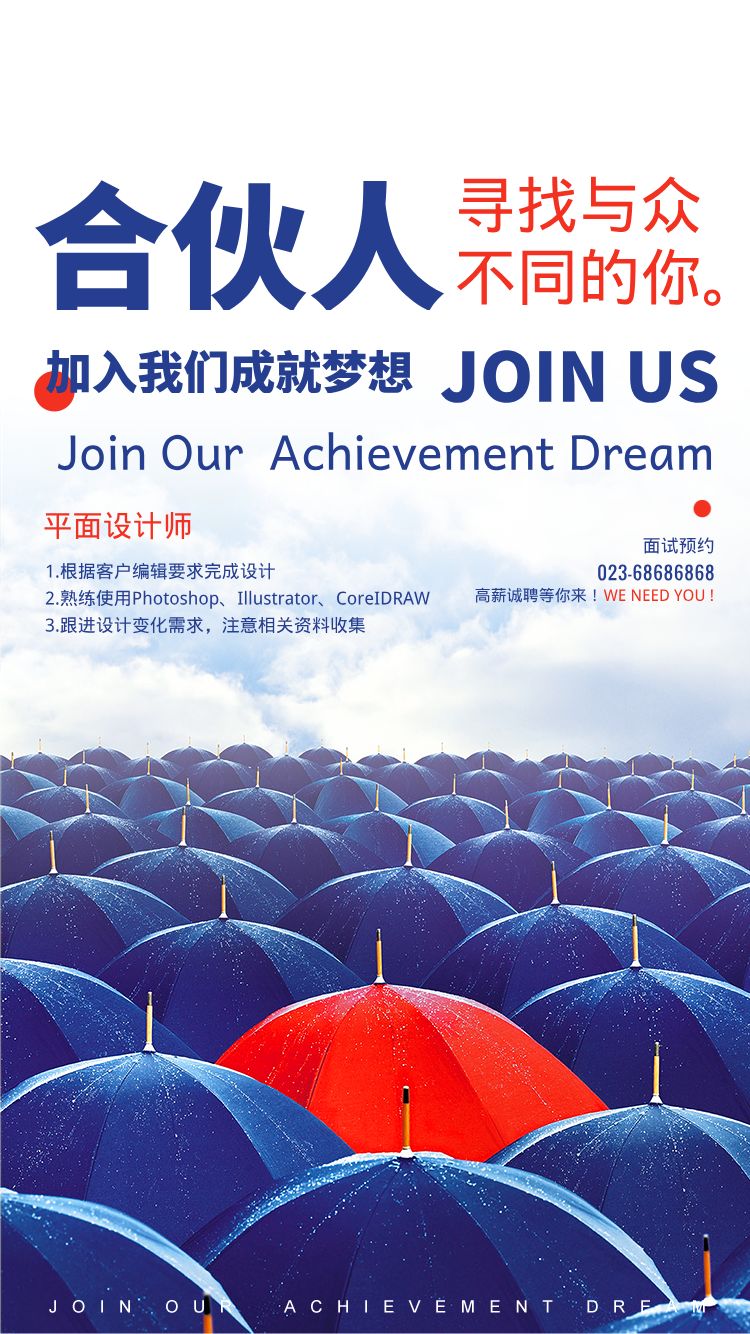 合伙人
寻找与众
不同的你。
加入我们成就梦想 JOIN US
Join Our Achievement Dream
平面设计师
1.根据客户编辑要求完成设计
2.熟练使用Photoshop、Illustrator、CoreIDRAW
3.跟进设计变化需求，注意相关资料收集
面试预约
023-68686868
高薪诚聘等你来！WE NEED YOU !
JOIN OUR ACHIEVEMENT DREAM